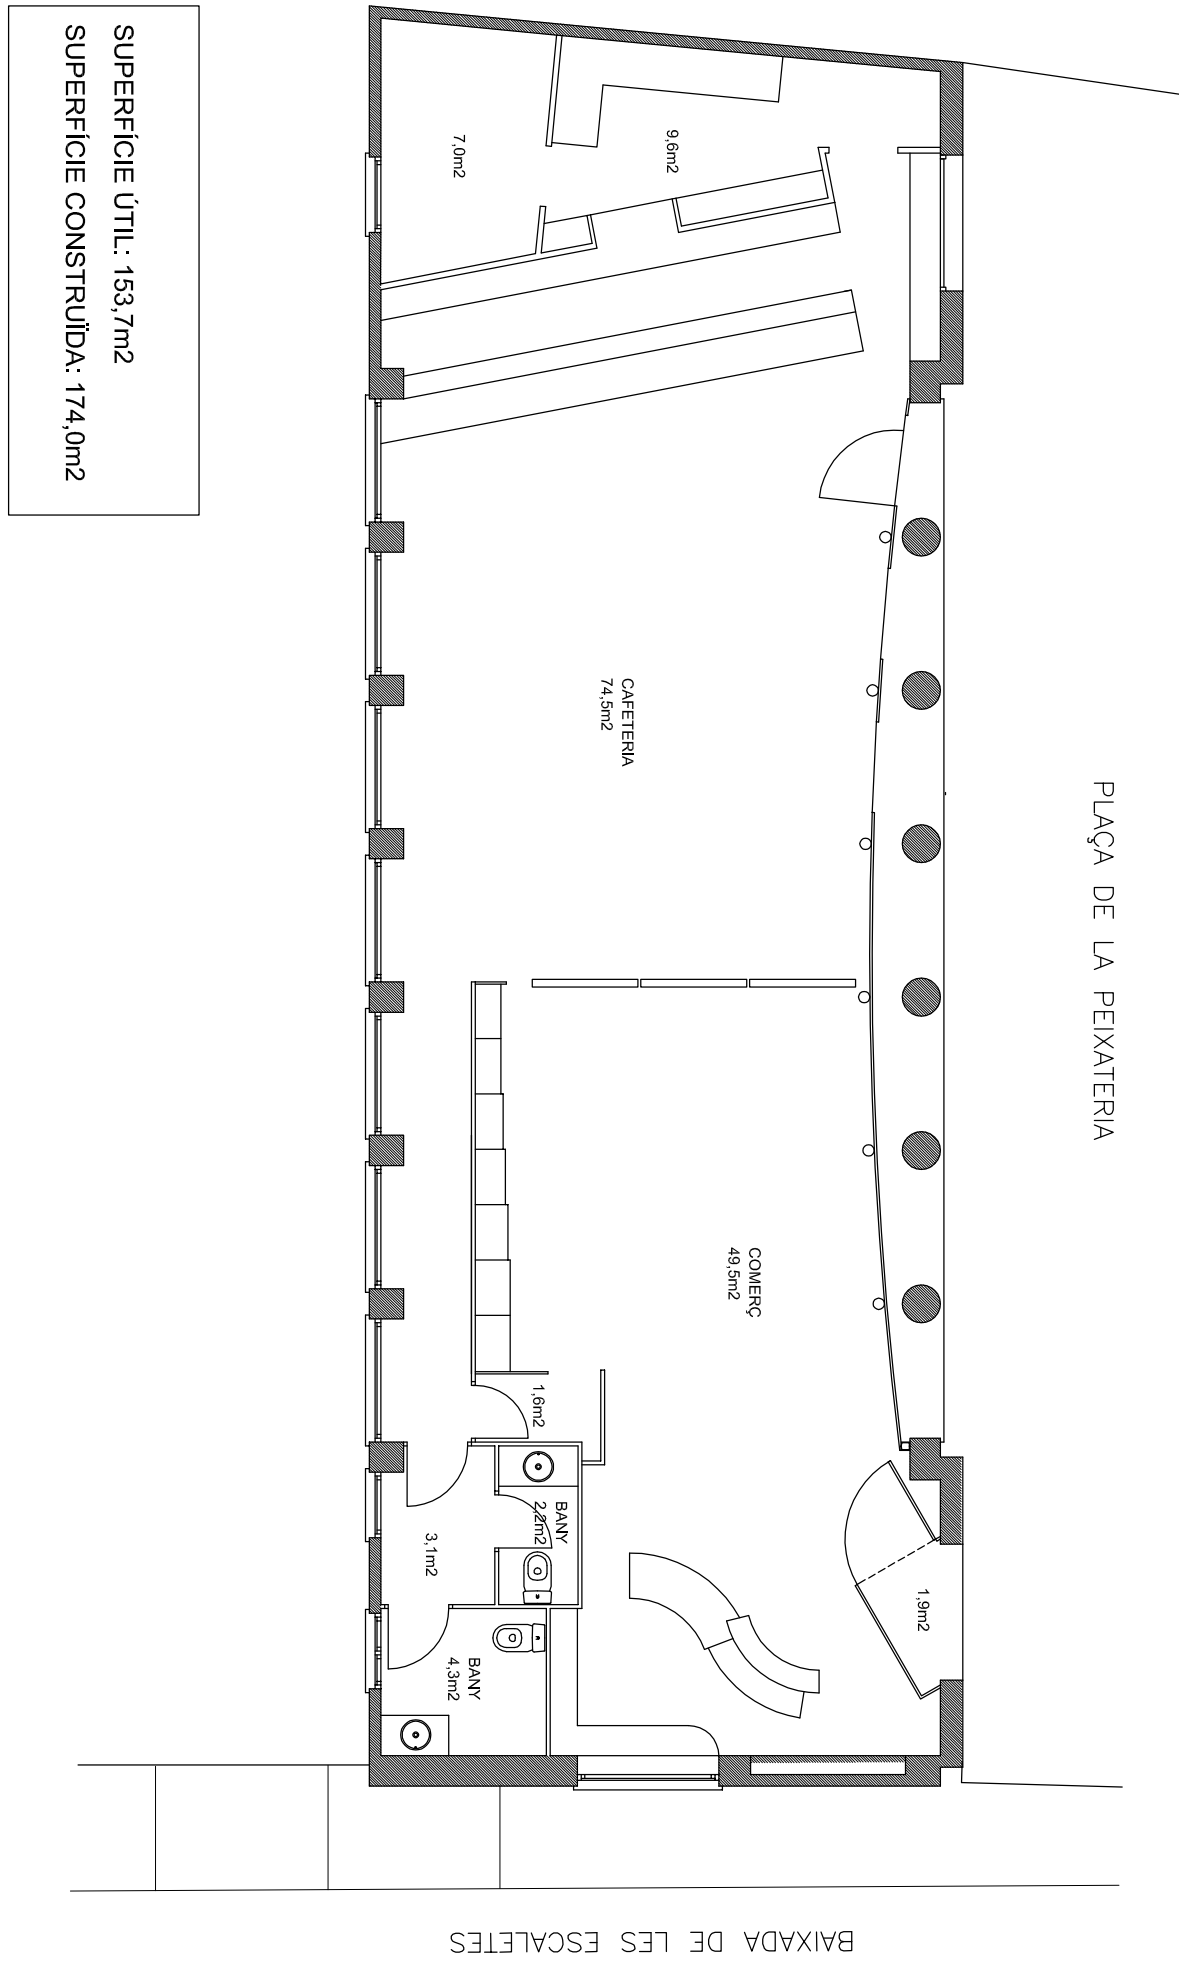 SUPERFÍCIE ÚTIL: 153,7m2
SUPERFÍCIE CONSTRUÏDA: 174,0m2
7,0m2
9,6m2
CAFETERIA
74,5m2
PLAÇA DE LA PEIXATERIA
COMERÇ
49,5m2
1,6m2
BANY
2,2m2
3,1m2
1,9m2
BANY
4,3m2
BAIXADA DE LES ESCALETES